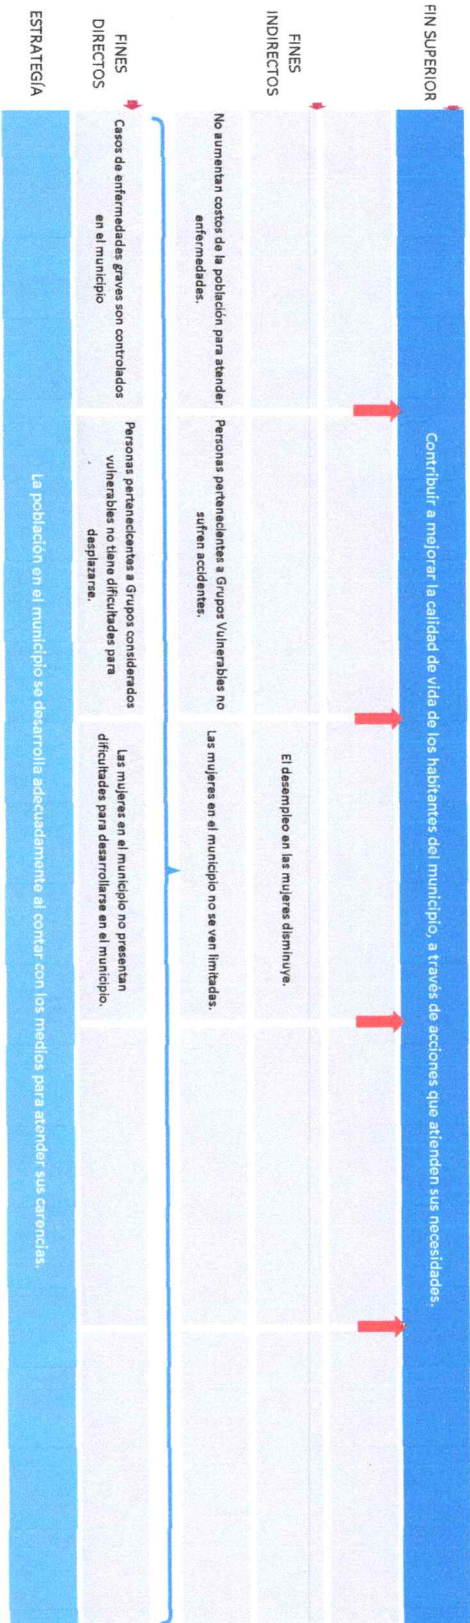 FIN SUPERIOR
Contribuir a mejorar la calidad de vida de los habitantes del municipio, a través de acciones que atienden sus necesidades.
FINES
INDIRECTOS
El desempleo en las mujeres disminuye.
No aumentan costos de la población para atender
enfermedades.
Personas pertenecientes a Grupos Vulnerables no
sufren accidentes.
Las mujeres en el municipio no se ven limitadas.
FINES
DIRECTOS
Casos de enfermedades graves son controlados
en el municipio
Personas pertenecicentes a Grupos considerados
vulnerables no tiene dificultades para
desplazarse.
Las mujeres en el municipio no presentan
dificultades para desarrollarse en el municipio.
ESTRATEGÍA
La población en el municipio se desarrolla adecuadamente al contar con los medios para atender sus carencias.